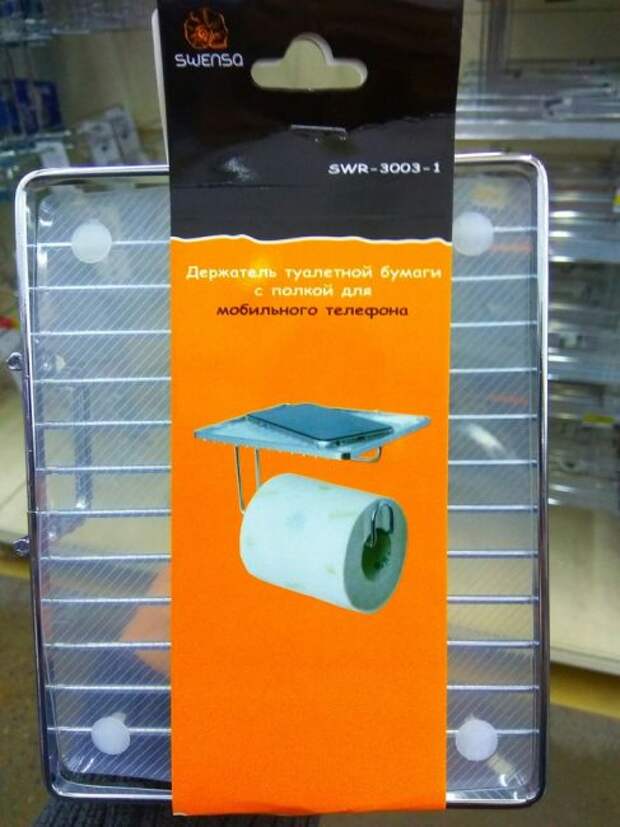 SWENSA
SWR-3003-1
Держатель туалетной бумаги
с полкой для
мобильного телефона